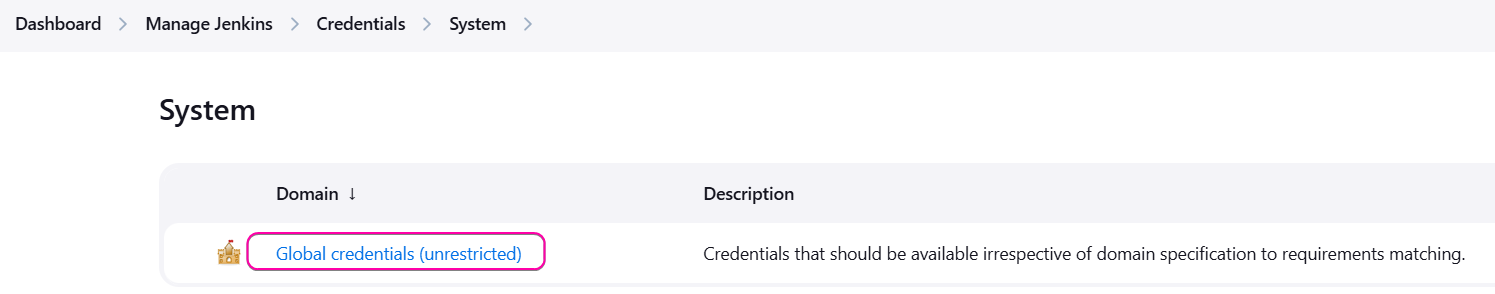 Dashboard > Manage Jenkins > Credentials > System >
System
Domain ↓ Description
Global credentials (unrestricted) Credentials that should be available irrespective of domain specification to requirements matching.